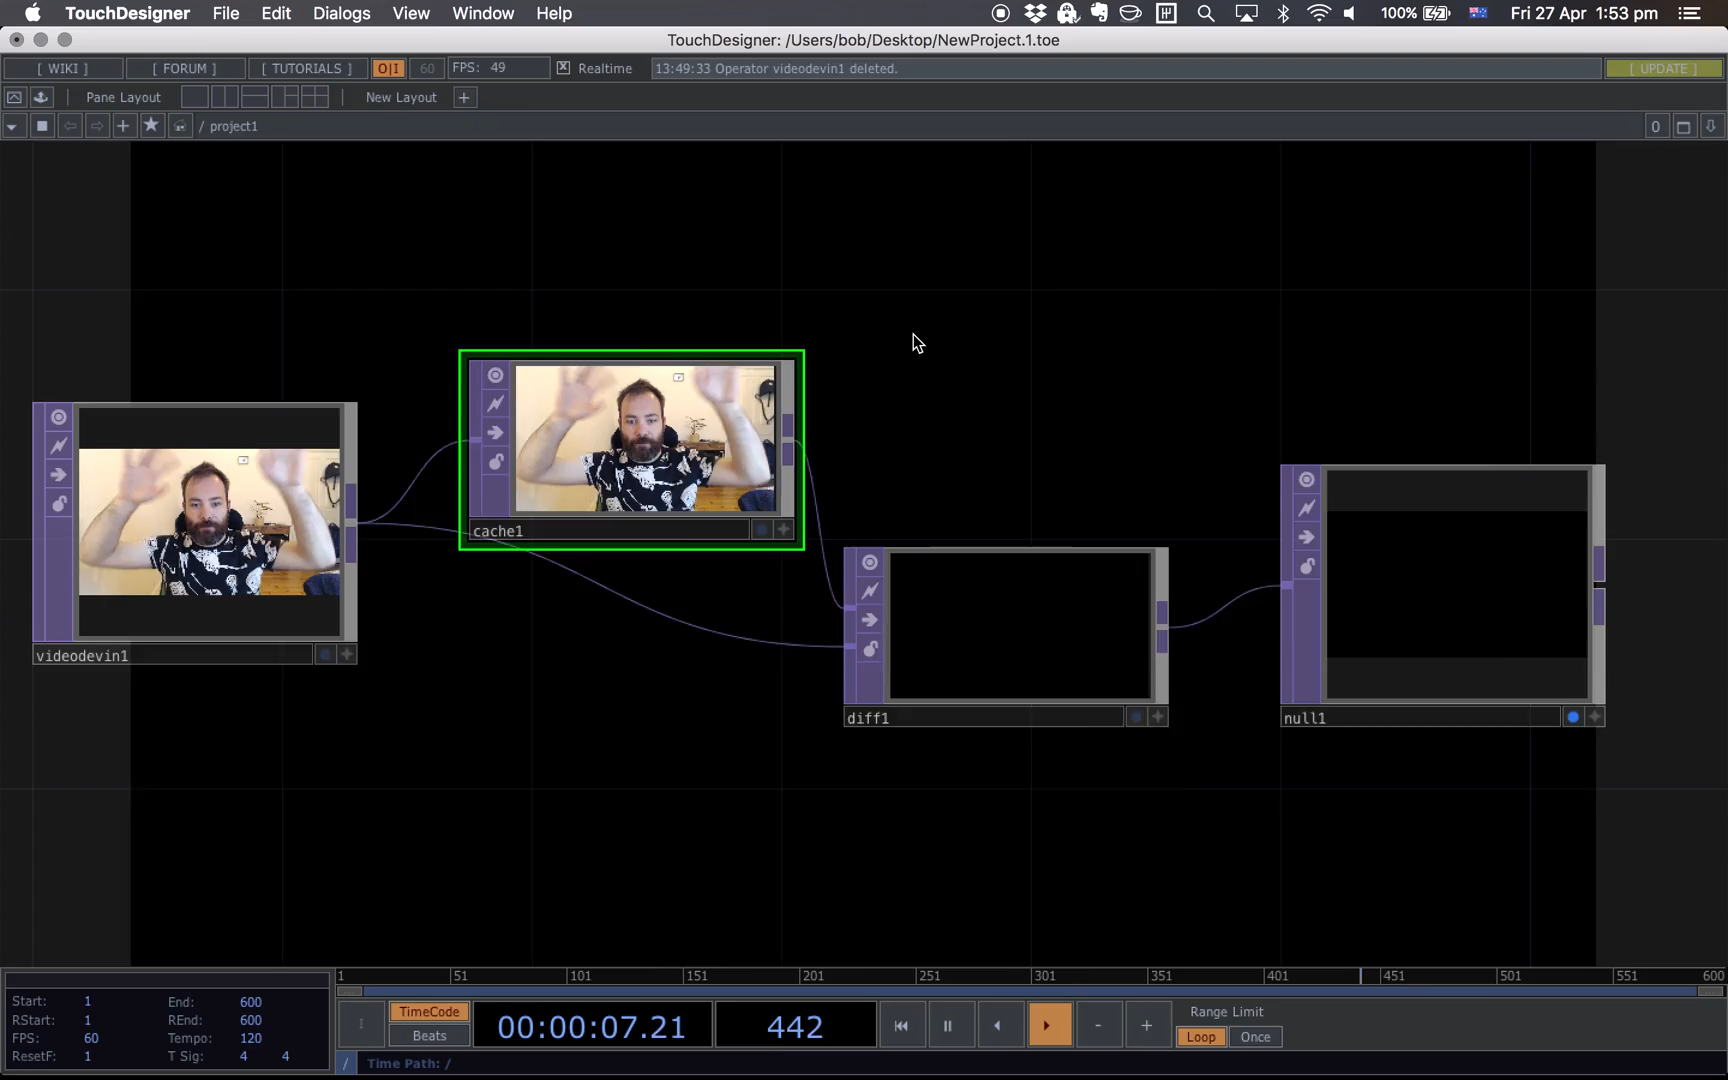 TouchDesigner File Edit Dialogs View Window Help 100% Fri 27 Apr 1:53 pm
TouchDesigner: /Users/bob/Desktop/NewProject.1.toe
[ WIKI ] [ FORUM ] [ TUTORIALS ] O|I 60 FPS: 49 Realtime 13:49:33 Operator videodevin1 deleted. [ UPDATE ]
Pane Layout New Layout +
/ project1 0
cache1
videodevin1
diff1
null1
1 51 101 151 201 251 301 351 401 451 501 551 600
Start: 1 End: 600
RStart: 1 REnd: 600
FPS: 60 Tempo: 120
ResetF: 1 T Sig: 4 4
TimeCode
Beats
00:00:07.21
442
- +
Range Limit
Loop Once
/ Time Path: /